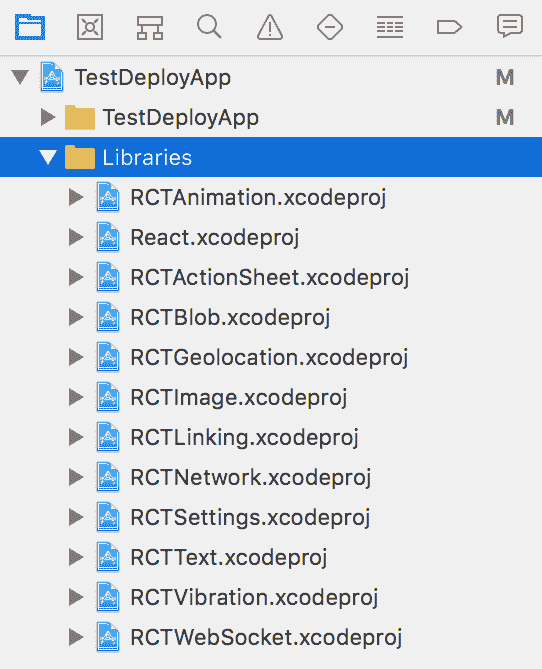 TestDeployApp M
TestDeployApp M
Libraries
RCTAnimation.xcodeproj
React.xcodeproj
RCTActionSheet.xcodeproj
RCTBlob.xcodeproj
RCTGeolocation.xcodeproj
RCTImage.xcodeproj
RCTLinking.xcodeproj
RCTNetwork.xcodeproj
RCTSettings.xcodeproj
RCTText.xcodeproj
RCTVibration.xcodeproj
RCTWebSocket.xcodeproj